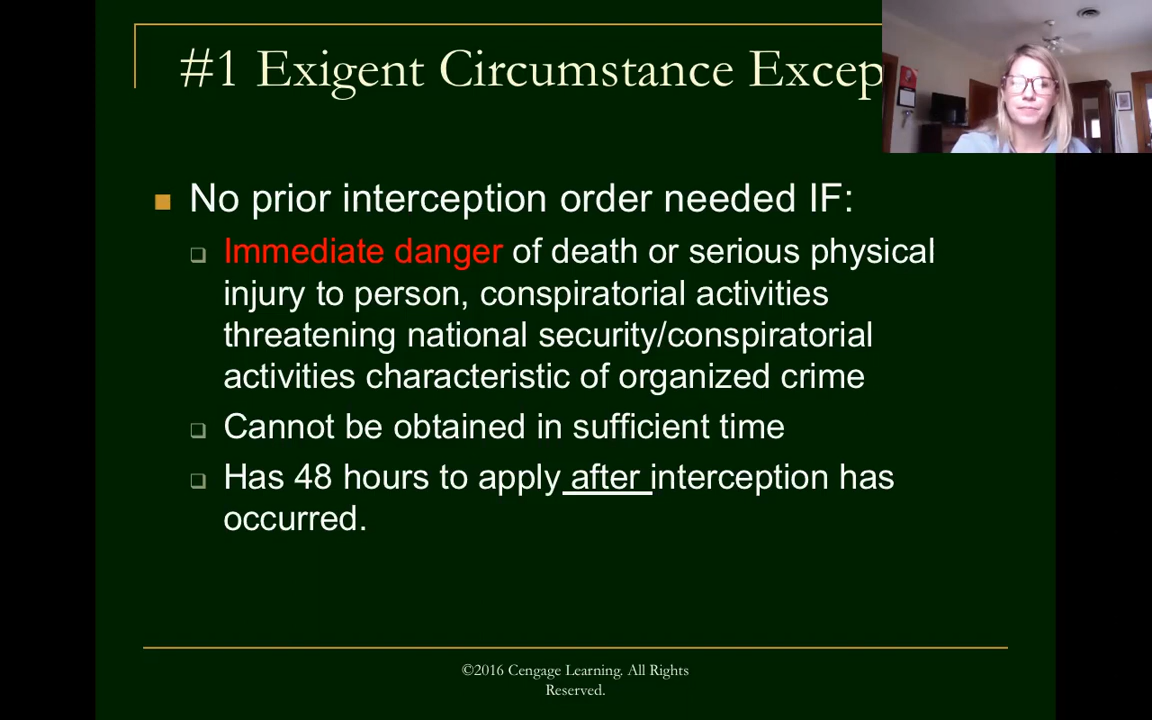 #1 Exigent Circumstance Excep
No prior interception order needed IF:
Immediate danger of death or serious physical
injury to person, conspiratorial activities
threatening national security/conspiratorial
activities characteristic of organized crime
Cannot be obtained in sufficient time
Has 48 hours to apply after interception has
occurred.
©2016 Cengage Learning. All Rights
Reserved.